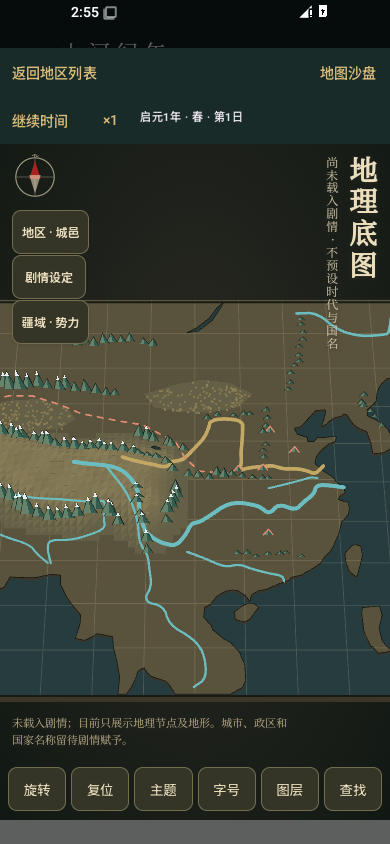 2:55
返回地区列表
地图沙盘
继续时间
×1
启元1年 · 春 · 第1日
地理底图
尚未载入剧情·不预设时代与国名
地区 · 城邑
剧情设定
疆域 · 势力
未载入剧情；目前只展示地理节点及地形。城市、政区和
国家名称留待剧情赋予。
旋转
复位
主题
字号
图层
查找